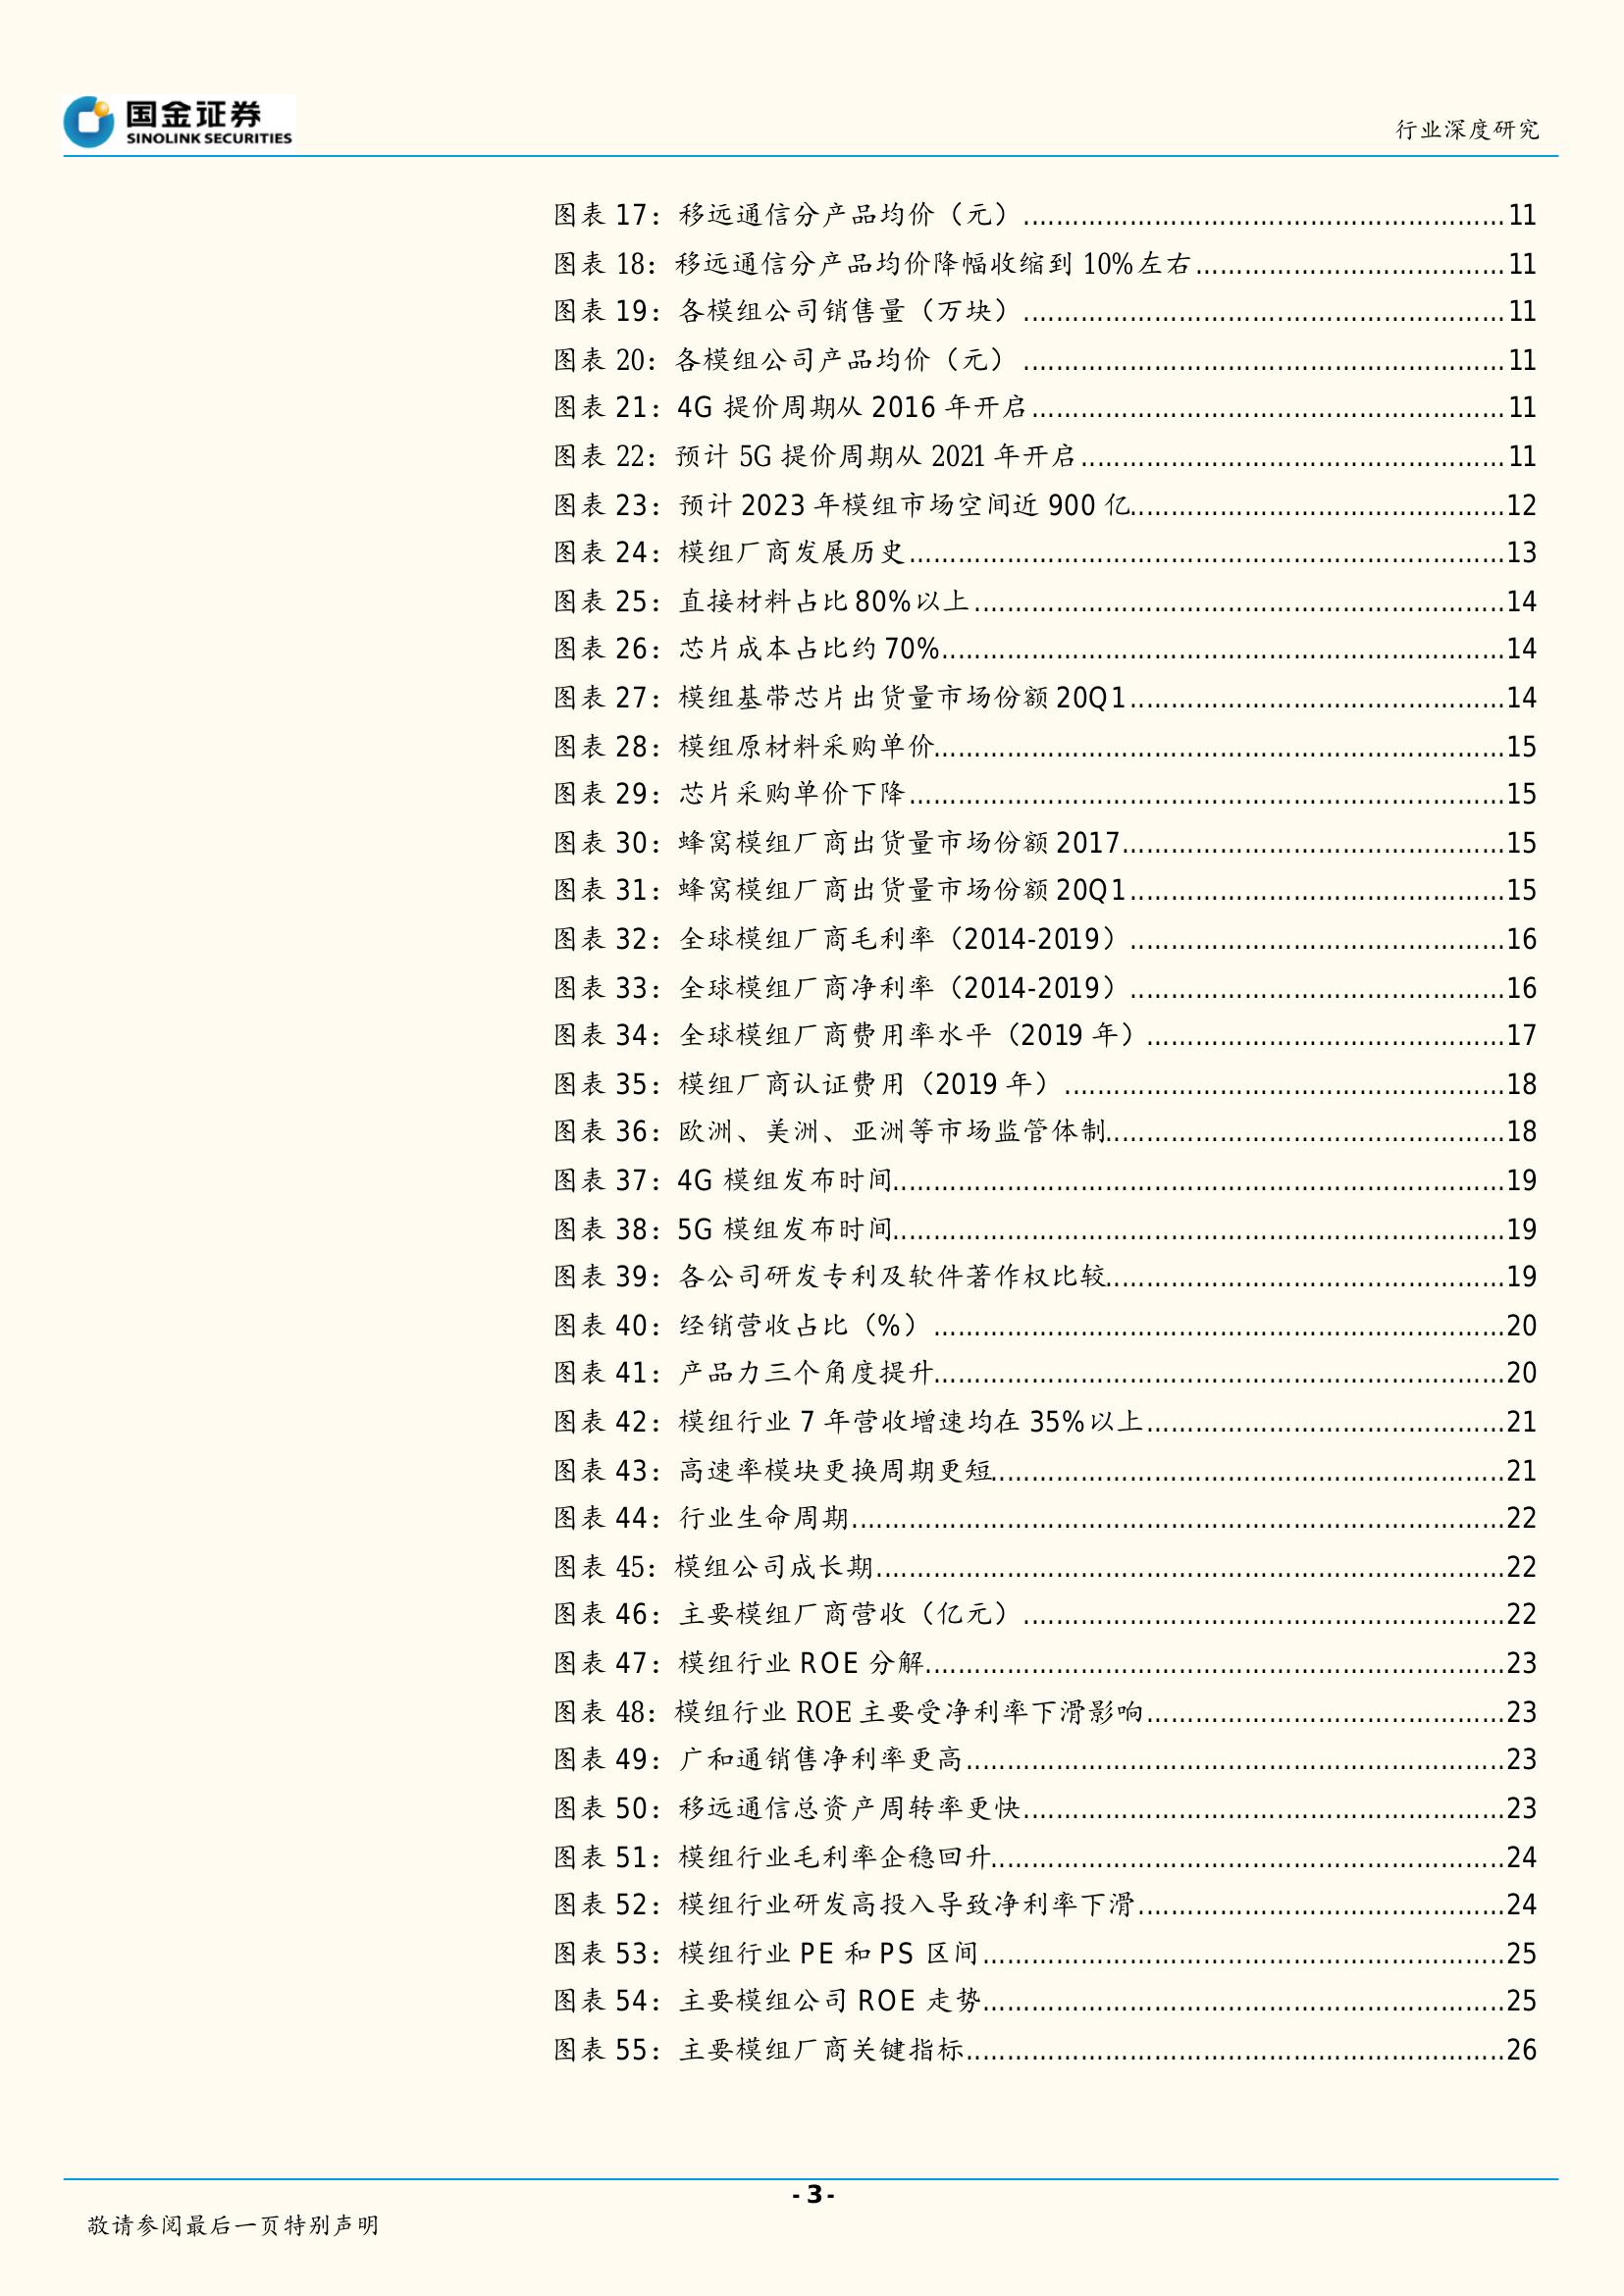 国金证券
SINOLINK SECURITIES
行业深度研究
图表 17：移远通信分产品均价（元）...............................................11
图表 18：移远通信分产品均价降幅收缩到 10%左右...............................................11
图表 19：各模组公司销售量（万块）...............................................11
图表 20：各模组公司产品均价（元）...............................................11
图表 21：4G 提价周期从 2016 年开启...............................................11
图表 22：预计 5G 提价周期从 2021 年开启...............................................11
图表 23：预计 2023 年模组市场空间近 900 亿...............................................12
图表 24：模组厂商发展历史...............................................13
图表 25：直接材料占比 80%以上...............................................14
图表 26：芯片成本占比约 70%...............................................14
图表 27：模组基带芯片出货量市场份额 20Q1...............................................14
图表 28：模组原材料采购单价...............................................15
图表 29：芯片采购单价下降...............................................15
图表 30：蜂窝模组厂商出货量市场份额 2017...............................................15
图表 31：蜂窝模组厂商出货量市场份额 20Q1...............................................15
图表 32：全球模组厂商毛利率（2014-2019）...............................................16
图表 33：全球模组厂商净利率（2014-2019）...............................................16
图表 34：全球模组厂商费用率水平（2019 年）...............................................17
图表 35：模组厂商认证费用（2019 年）...............................................18
图表 36：欧洲、美洲、亚洲等市场监管体制...............................................18
图表 37：4G 模组发布时间...............................................19
图表 38：5G 模组发布时间...............................................19
图表 39：各公司研发专利及软件著作权比较...............................................19
图表 40：经销营收占比（%）...............................................20
图表 41：产品力三个角度提升...............................................20
图表 42：模组行业 7 年营收增速均在 35%以上...............................................21
图表 43：高速率模块更换周期更短...............................................21
图表 44：行业生命周期...............................................22
图表 45：模组公司成长期...............................................22
图表 46：主要模组厂商营收（亿元）...............................................22
图表 47：模组行业 ROE 分解...............................................23
图表 48：模组行业 ROE 主要受净利率下滑影响...............................................23
图表 49：广和通销售净利率更高...............................................23
图表 50：移远通信总资产周转率更快...............................................23
图表 51：模组行业毛利率企稳回升...............................................24
图表 52：模组行业研发高投入导致净利率下滑...............................................24
图表 53：模组行业 PE 和 PS 区间...............................................25
图表 54：主要模组公司 ROE 走势...............................................25
图表 55：主要模组厂商关键指标...............................................26
- 3 -
敬请参阅最后一页特别声明